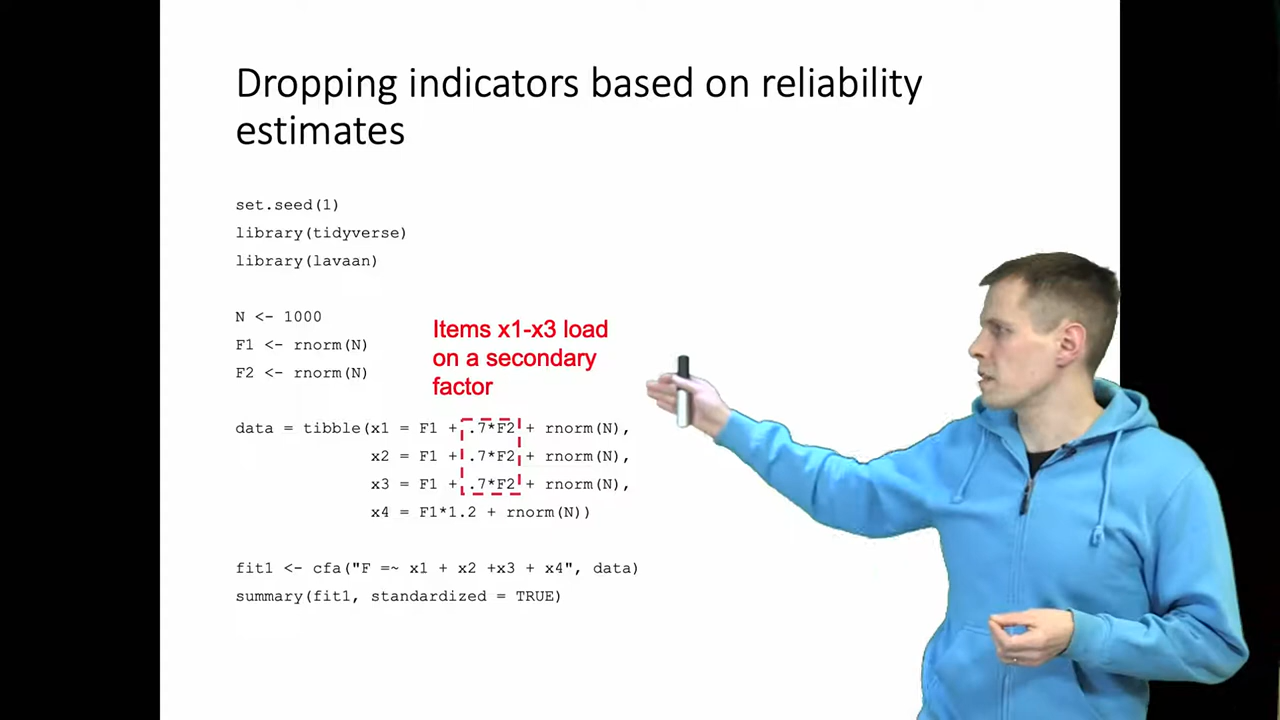 Dropping indicators based on reliability
estimates
set.seed(1)
library(tidyverse)
library(lavaan)
N <- 1000
F1 <- rnorm(N)
F2 <- rnorm(N)
Items x1-x3 load
on a secondary
factor
data = tibble(x1 = F1 + .7*F2 + rnorm(N),
x2 = F1 + .7*F2 + rnorm(N),
x3 = F1 + .7*F2 + rnorm(N),
x4 = F1*1.2 + rnorm(N))
fit1 <- cfa("F =~ x1 + x2 +x3 + x4", data)
summary(fit1, standardized = TRUE)